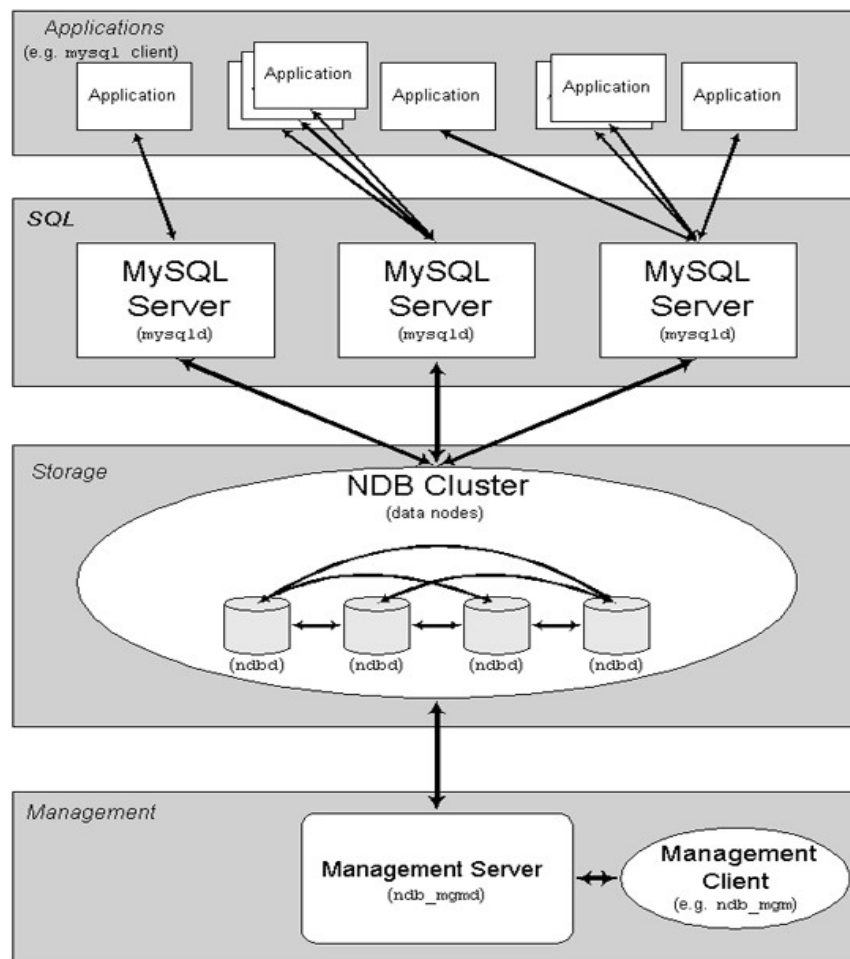 Applications
(e.g. mysql client)
Application
Application
Application
Application
Application
SQL
MySQL
Server
(mysqld)
MySQL
Server
(mysqld)
MySQL
Server
(mysqld)
Storage
NDB Cluster
(data nodes)
(ndbd)
(ndbd)
(ndbd)
(ndbd)
Management
Management Server
(ndb_mgmd)
Management
Client
(e.g. ndb_mgm)